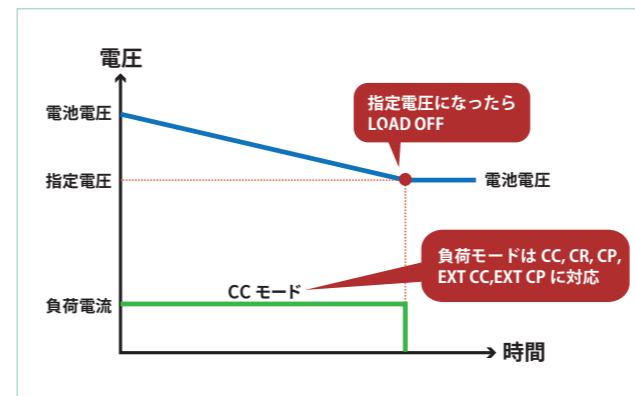 電圧
電池電圧
指定電圧になったら
LOAD OFF
指定電圧
電池電圧
負荷モードは CC, CR, CP,
EXT CC,EXT CP に対応
CC モード
負荷電流
時間